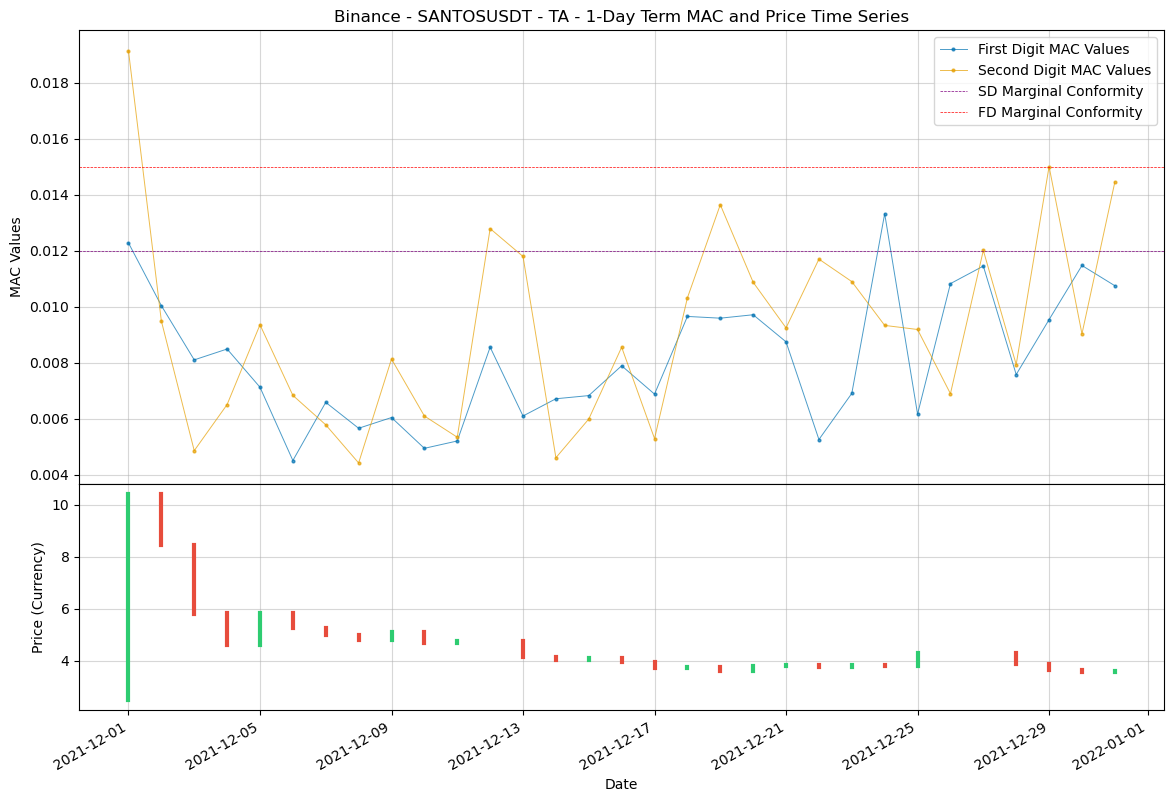 Binance - SANTOSUSDT - TA - 1-Day Term MAC and Price Time Series
First Digit MAC Values
Second Digit MAC Values
SD Marginal Conformity
FD Marginal Conformity
MAC Values
0.018
0.016
0.014
0.012
0.010
0.008
0.006
0.004
Price (Currency)
10
8
6
4
2021-12-01
2021-12-05
2021-12-09
2021-12-13
2021-12-17
2021-12-21
2021-12-25
2021-12-29
2022-01-01
Date